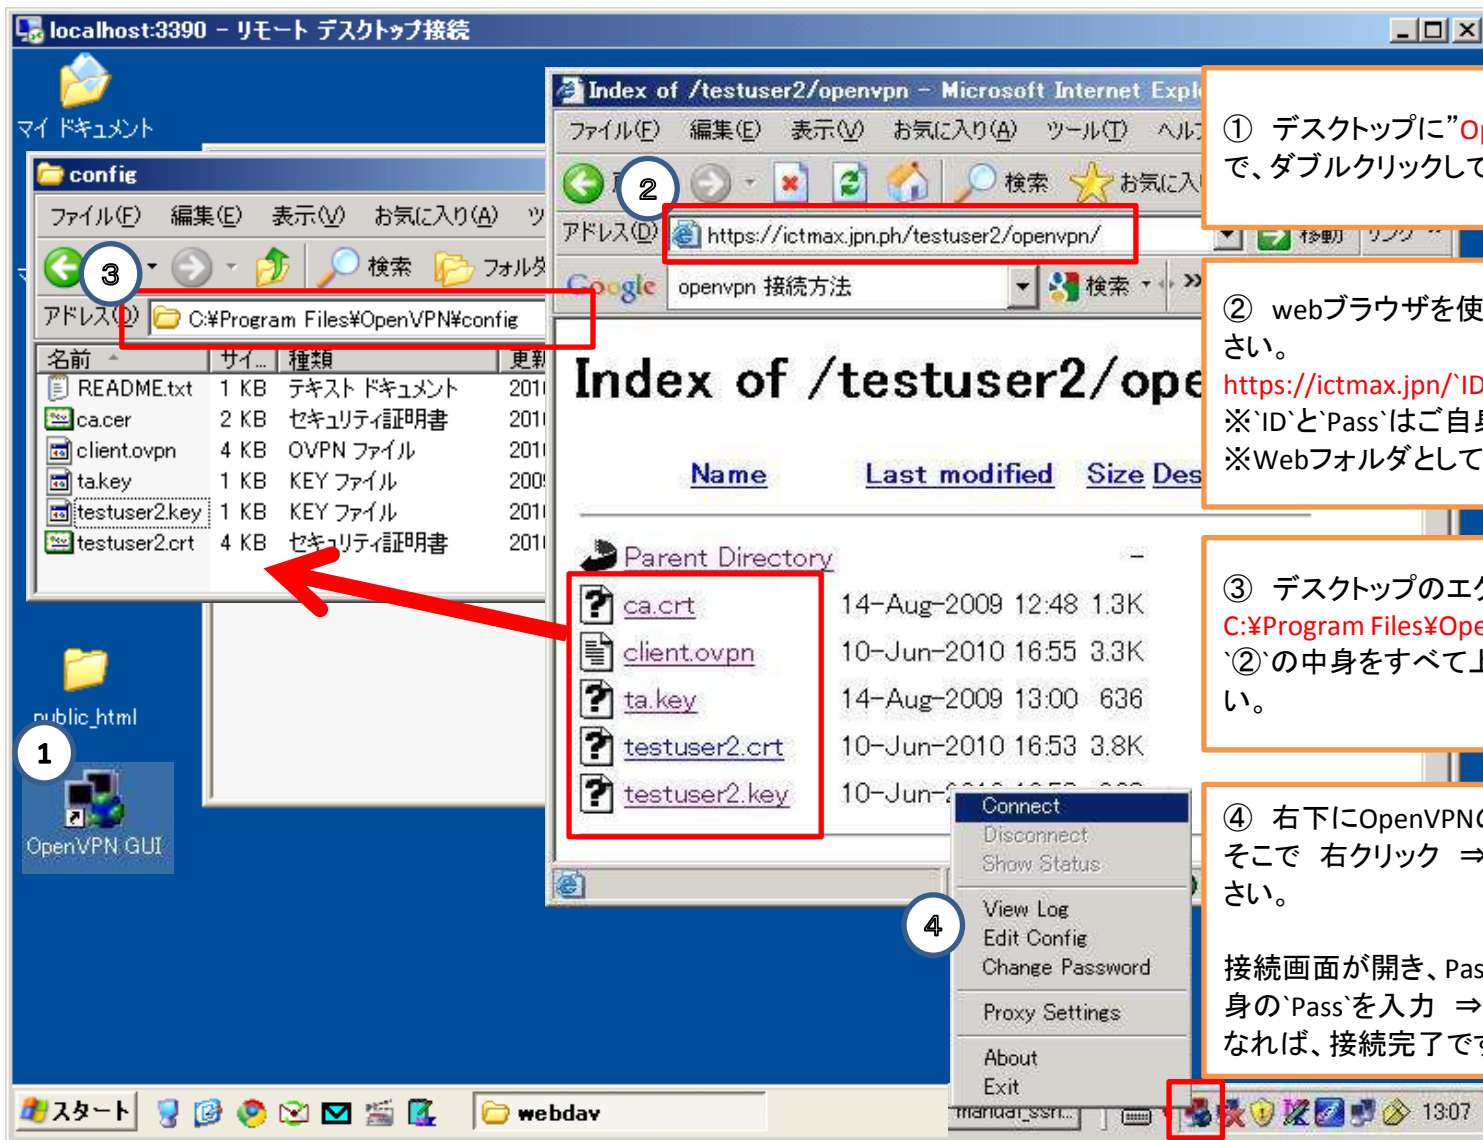 localhost:3390 - リモート デスクトップ接続
マイ ドキュメント
config
ファイル(F) 編集(E) 表示(V) お気に入り(A) ツ
③
検索 フォルダ
アドレス(D) C:¥Program Files¥OpenVPN¥config
名前 サイ... 種類 更新
README.txt 1 KB テキスト ドキュメント 2010
ca.cer 2 KB セキュリティ証明書 2010
client.ovpn 4 KB OVPN ファイル 2010
ta.key 1 KB KEY ファイル 2009
testuser2.key 1 KB KEY ファイル 2010
testuser2.crt 4 KB セキュリティ証明書 2010
public_html
1
OpenVPN GUI
Index of /testuser2/openvpn - Microsoft Internet Expl
ファイル(F) 編集(E) 表示(V) お気に入り(A) ツール(T) ヘル
②
検索 お気に入
アドレス(D) https://ictmax.jpn.ph/testuser2/openvpn/ 移動 リンク »
Google openvpn 接続方法 検索 »
Index of /testuser2/ope
Name Last modified Size Des
Parent Directory -
ca.crt 14-Aug-2009 12:48 1.3K
client.ovpn 10-Jun-2010 16:55 3.3K
ta.key 14-Aug-2009 13:00 636
testuser2.crt 10-Jun-2010 16:53 3.8K
testuser2.key 10-Jun-
④
Connect
Disconnect
Show Status
View Log
Edit Config
Change Password
Proxy Settings
About
Exit
① デスクトップに”Op
で、ダブルクリックして
② webブラウザを使
さい。
https://ictmax.jpn/`ID
※`ID`と`Pass`はご自身
※Webフォルダとして
③ デスクトップのエク
C:¥Program Files¥Ope
`②`の中身をすべて上
い。
④ 右下にOpenVPNG
そこで 右クリック ⇒
さい。
接続画面が開き、Pas
身の`Pass`を入力 ⇒
なれば、接続完了です
スタート webdav manual_ssh... 13:07